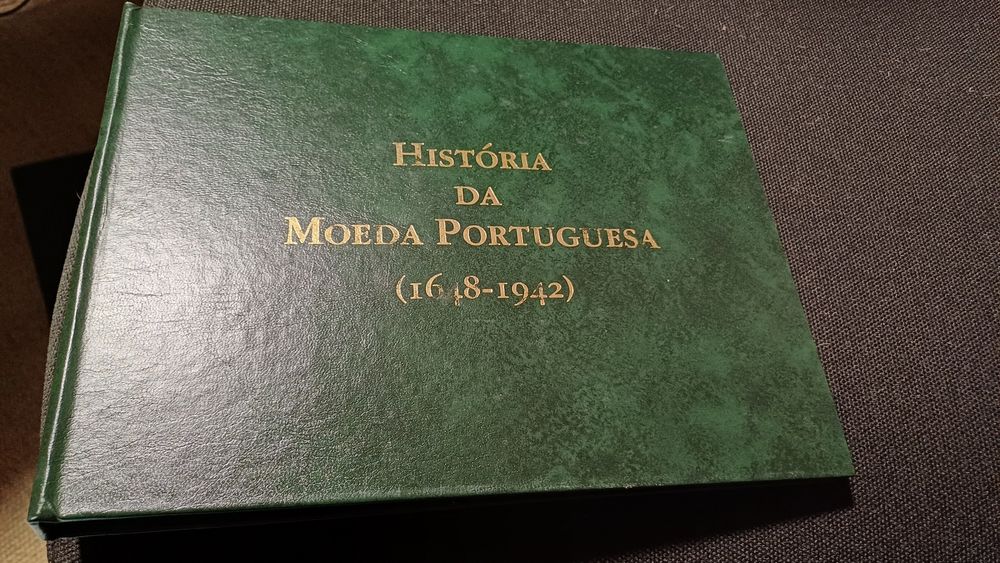 HISTÓRIA
DA
MOEDA PORTUGUESA
(1648-1942)